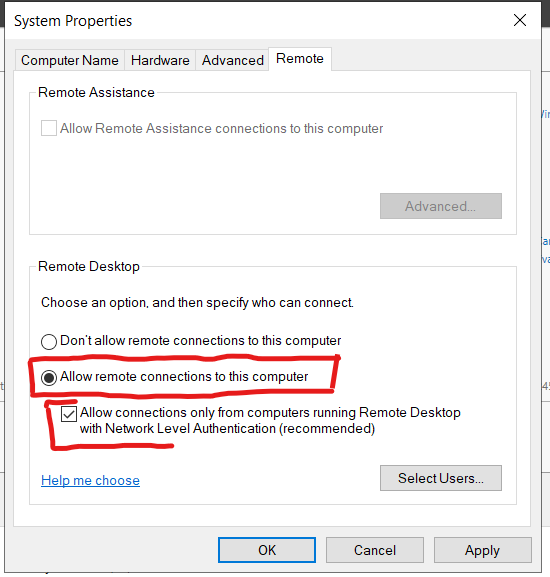 System Properties
Computer Name
Hardware
Advanced
Remote
Remote Assistance
Allow Remote Assistance connections to this computer
Advanced...
Remote Desktop
Choose an option, and then specify who can connect.
Don't allow remote connections to this computer
Allow remote connections to this computer
Allow connections only from computers running Remote Desktop
with Network Level Authentication (recommended)
Help me choose
Select Users...
OK
Cancel
Apply